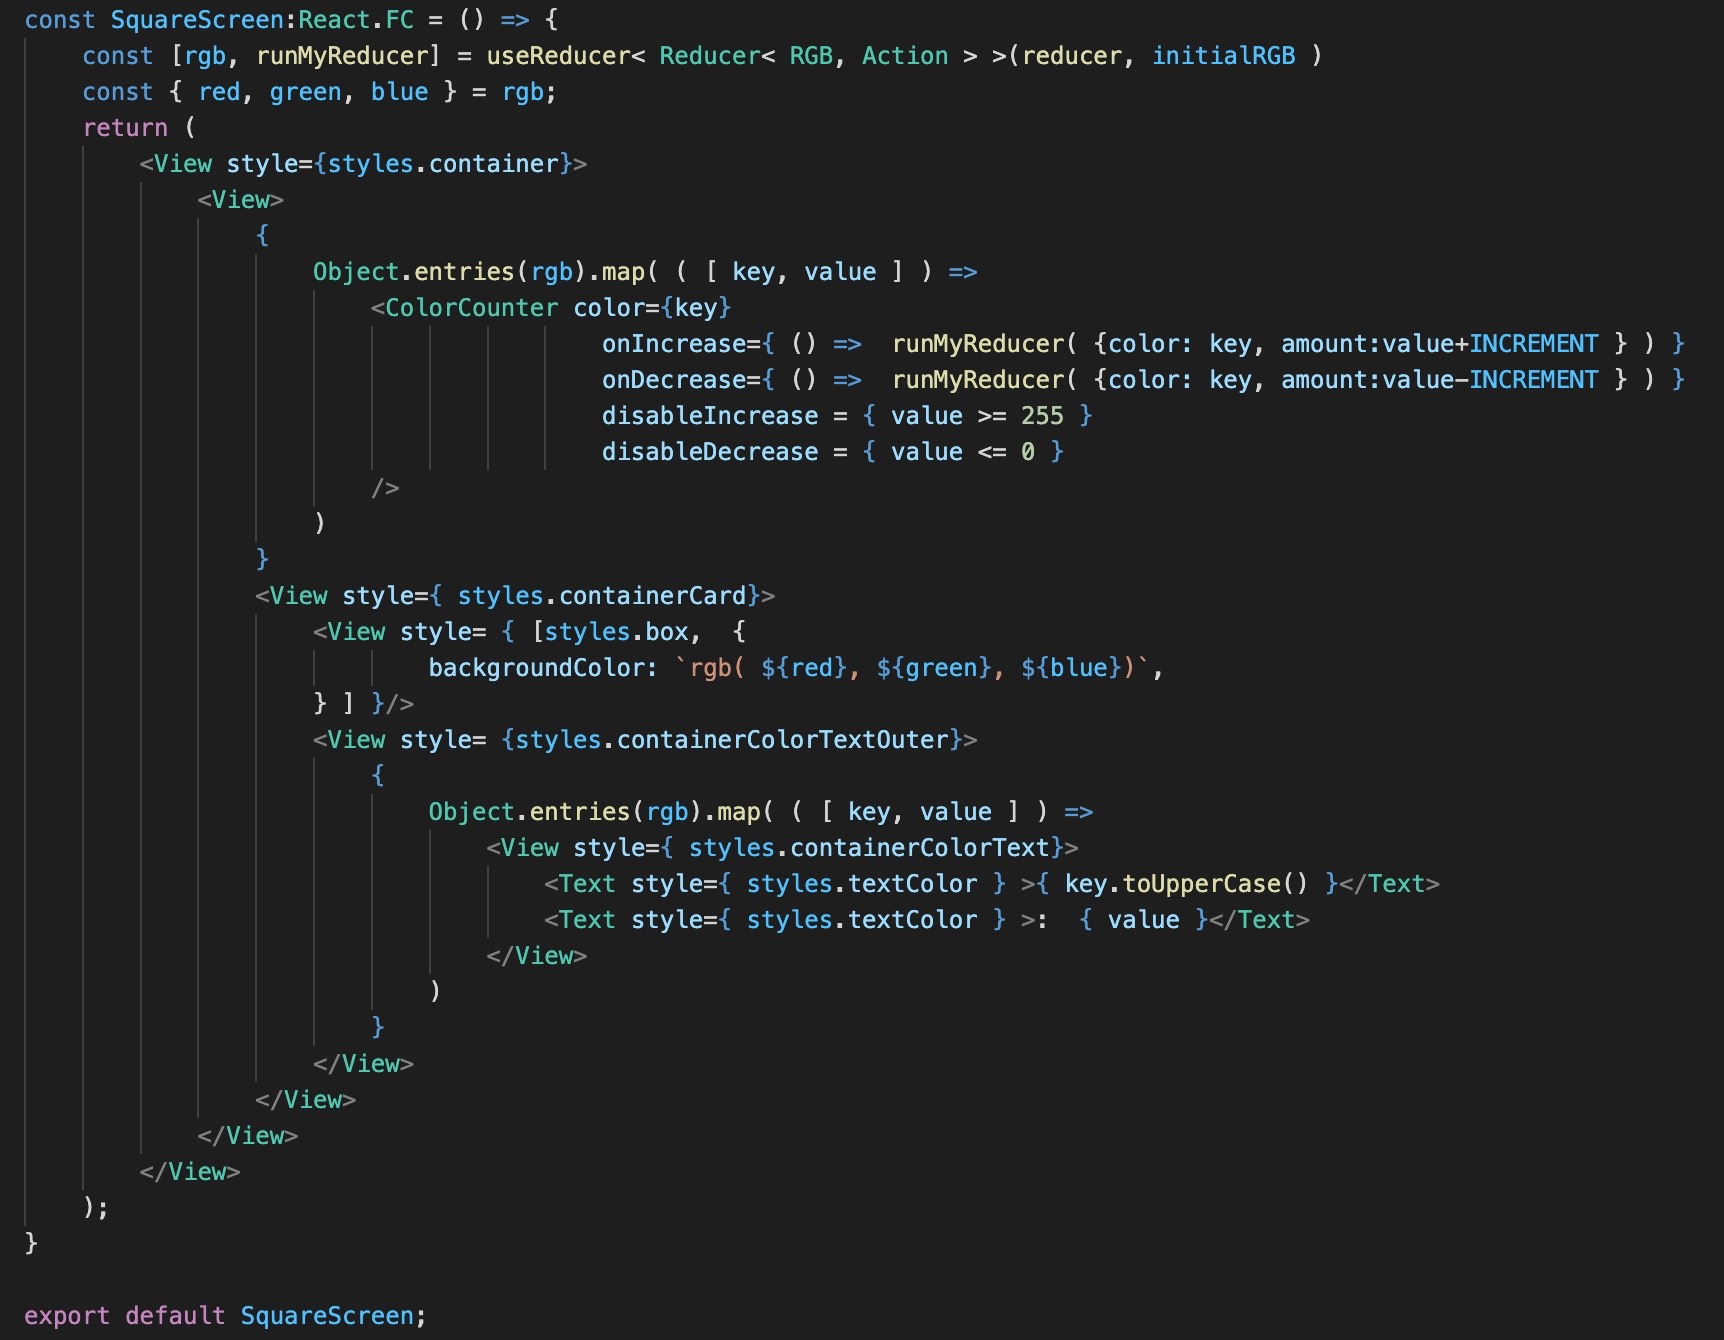 const SquareScreen:React.FC = () => {
    const [rgb, runMyReducer] = useReducer< Reducer< RGB, Action > >(reducer, initialRGB )
    const { red, green, blue } = rgb;
    return (
        <View style={styles.container}>
            <View>
                {
                    Object.entries(rgb).map( ( [ key, value ] ) =>
                        <ColorCounter color={key}
                                        onIncrease={ () =>  runMyReducer( {color: key, amount:value+INCREMENT } ) }
                                        onDecrease={ () =>  runMyReducer( {color: key, amount:value-INCREMENT } ) }
                                        disableIncrease = { value >= 255 }
                                        disableDecrease = { value <= 0 }
                        />
                    )
                }
                <View style={ styles.containerCard}>
                    <View style= { [styles.box,  {
                            backgroundColor: `rgb( ${red}, ${green}, ${blue})`,
                    } ] }/>
                    <View style= {styles.containerColorTextOuter}>
                        {
                            Object.entries(rgb).map( ( [ key, value ] ) =>
                                <View style={ styles.containerColorText}>
                                    <Text style={ styles.textColor } >{ key.toUpperCase() }</Text>
                                    <Text style={ styles.textColor } >:  { value }</Text>
                                </View>
                            )
                        }
                    </View>
                </View>
            </View>
        </View>
    );
}

export default SquareScreen;